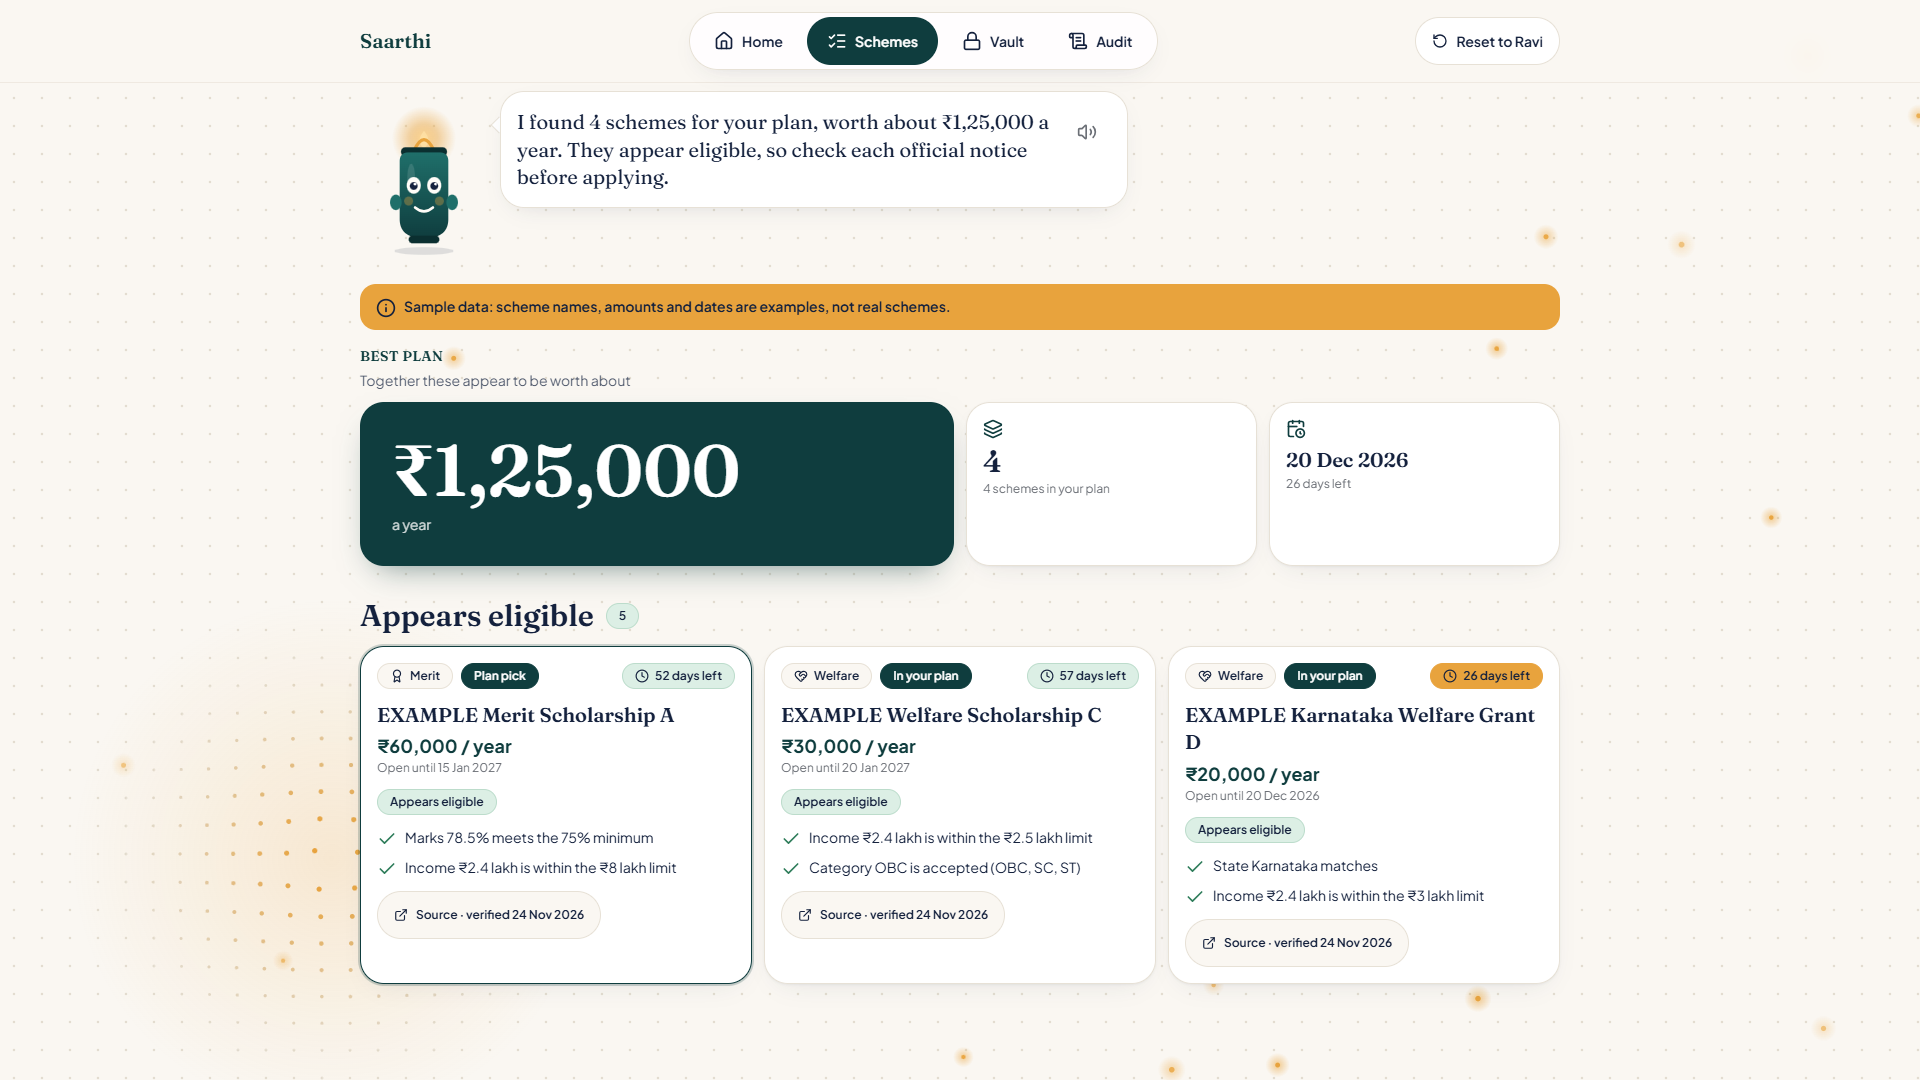 Saarthi
Home
Schemes
Vault
Audit
Reset to Ravi
I found 4 schemes for your plan, worth about ₹1,25,000 a
year. They appear eligible, so check each official notice
before applying.
Sample data: scheme names, amounts and dates are examples, not real schemes.
BEST PLAN
Together these appear to be worth about
₹1,25,000
a year
4
4 schemes in your plan
20 Dec 2026
26 days left
Appears eligible
5
Merit
Plan pick
52 days left
EXAMPLE Merit Scholarship A
₹60,000 / year
Open until 15 Jan 2027
Appears eligible
Marks 78.5% meets the 75% minimum
Income ₹2.4 lakh is within the ₹8 lakh limit
Source · verified 24 Nov 2026
Welfare
In your plan
57 days left
EXAMPLE Welfare Scholarship C
₹30,000 / year
Open until 20 Jan 2027
Appears eligible
Income ₹2.4 lakh is within the ₹2.5 lakh limit
Category OBC is accepted (OBC, SC, ST)
Source · verified 24 Nov 2026
Welfare
In your plan
26 days left
EXAMPLE Karnataka Welfare Grant
D
₹20,000 / year
Open until 20 Dec 2026
Appears eligible
State Karnataka matches
Income ₹2.4 lakh is within the ₹3 lakh limit
Source · verified 24 Nov 2026